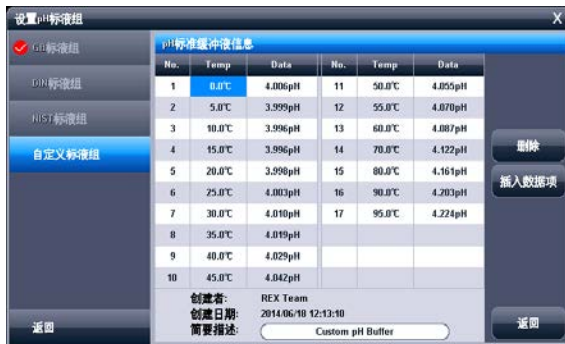 设置pH标液组 X
GB标液组
DIN标液组
NIST标液组
自定义标液组
返回
pH标准缓冲液信息
No. Temp Data No. Temp Data
1 0.0℃ 4.006pH 11 50.0℃ 4.055pH
2 5.0℃ 3.999pH 12 55.0℃ 4.070pH
3 10.0℃ 3.996pH 13 60.0℃ 4.087pH
4 15.0℃ 3.996pH 14 70.0℃ 4.122pH
5 20.0℃ 3.998pH 15 80.0℃ 4.161pH
6 25.0℃ 4.003pH 16 90.0℃ 4.203pH
7 30.0℃ 4.010pH 17 95.0℃ 4.224pH
8 35.0℃ 4.019pH
9 40.0℃ 4.029pH
10 45.0℃ 4.042pH
创建者: REX Team
创建日期: 2014/06/18 12:13:10
简要描述: Custom pH Buffer
删除
插入数据项
返回